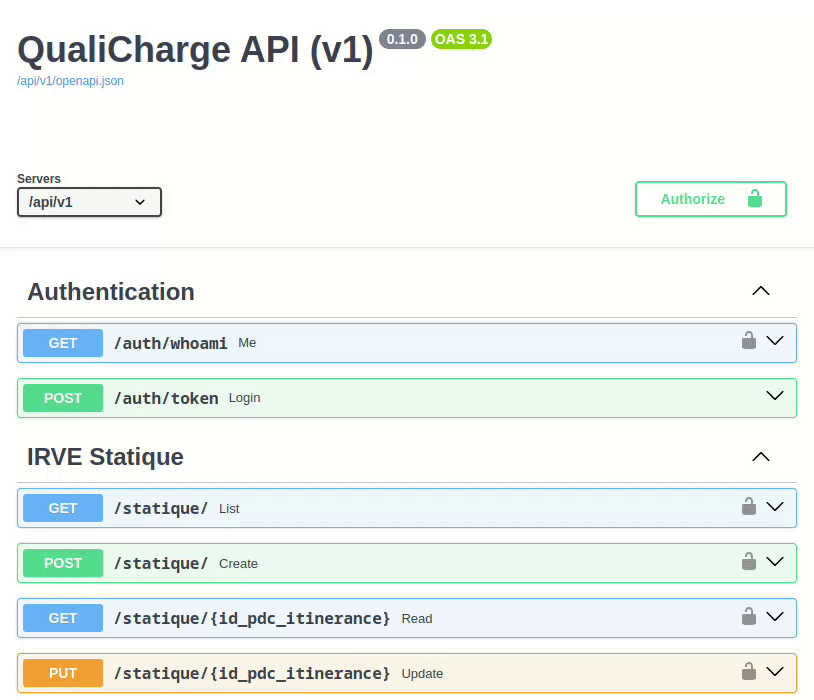 QualiCharge API (v1) 0.1.0 OAS 3.1
/api/v1/openapi.json
Servers
/api/v1
Authorize
Authentication
GET /auth/whoami Me
POST /auth/token Login
IRVE Statique
GET /statique/ List
POST /statique/ Create
GET /statique/{id_pdc_itinerance} Read
PUT /statique/{id_pdc_itinerance} Update